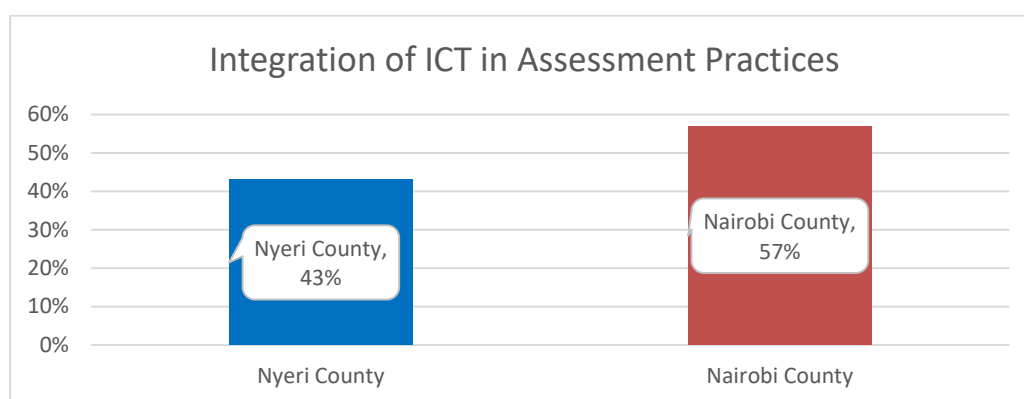 Integration of ICT in Assessment Practices
60%
50%
40%
30%
20%
10%
0%
Nyeri County,
43%
Nairobi County,
57%
Nyeri County
Nairobi County